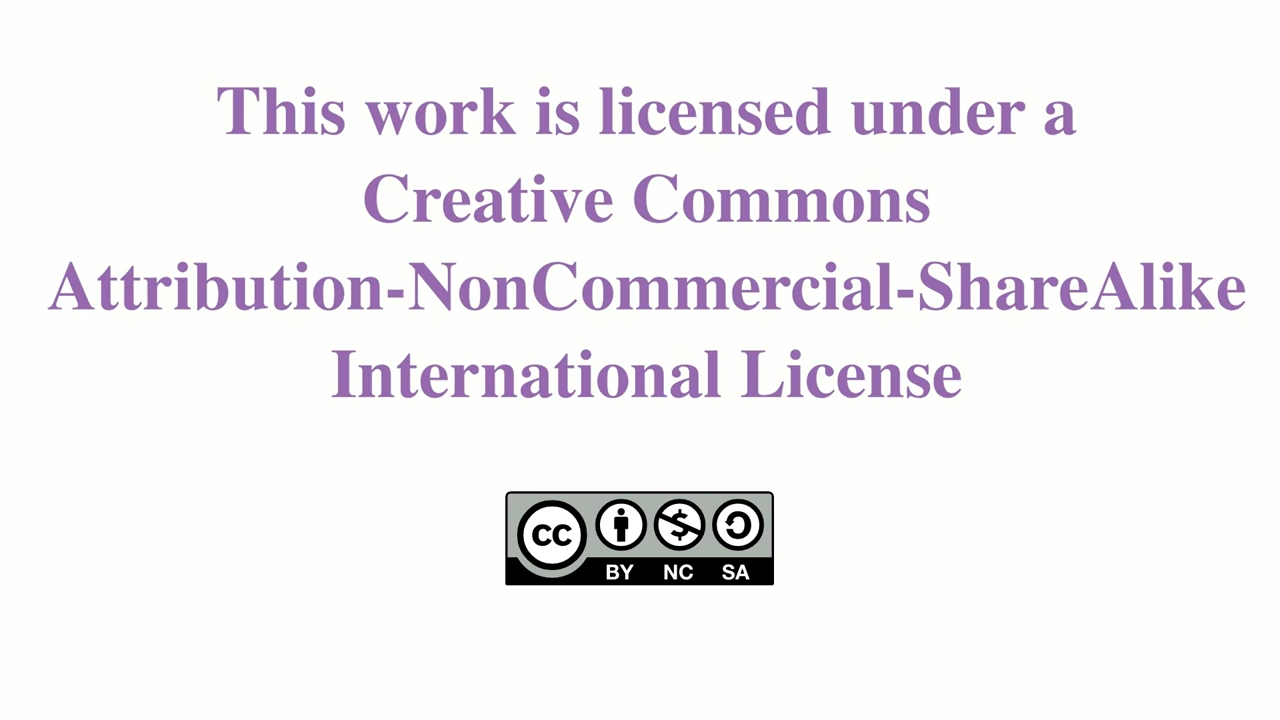 This work is licensed under a
Creative Commons
Attribution-NonCommercial-ShareAlike
International License
cc
BY NC SA